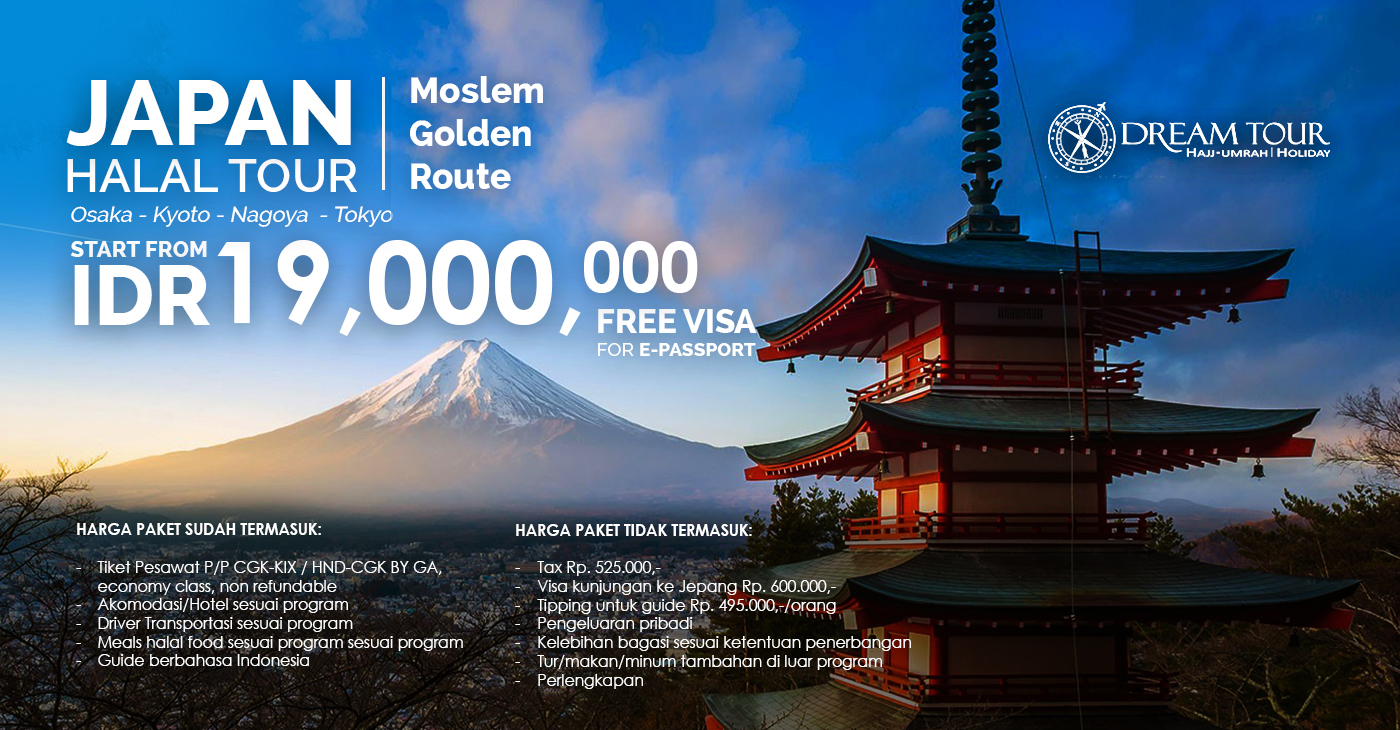 JAPAN
HALAL TOUR
Moslem
Golden
Route
Osaka - Kyoto - Nagoya - Tokyo
START FROM
IDR 19,000,000
FREE VISA
FOR E-PASSPORT
DREAM TOUR
HAJJ-UMRAH | HOLIDAY
HARGA PAKET SUDAH TERMASUK:
- Tiket Pesawat P/P CGK-KIX / HND-CGK BY GA,
economy class, non refundable
- Akomodasi/Hotel sesuai program
- Driver Transportasi sesuai program
- Meals halal food sesuai program sesuai program
- Guide berbahasa Indonesia
HARGA PAKET TIDAK TERMASUK:
- Tax Rp. 525.000,-
- Visa kunjungan ke Jepang Rp. 600.000,-
- Tipping untuk guide Rp. 495.000,-/orang
- Pengeluaran pribadi
- Kelebihan bagasi sesuai ketentuan penerbangan
- Tur/makan/minum tambahan di luar program
- Perlengkapan